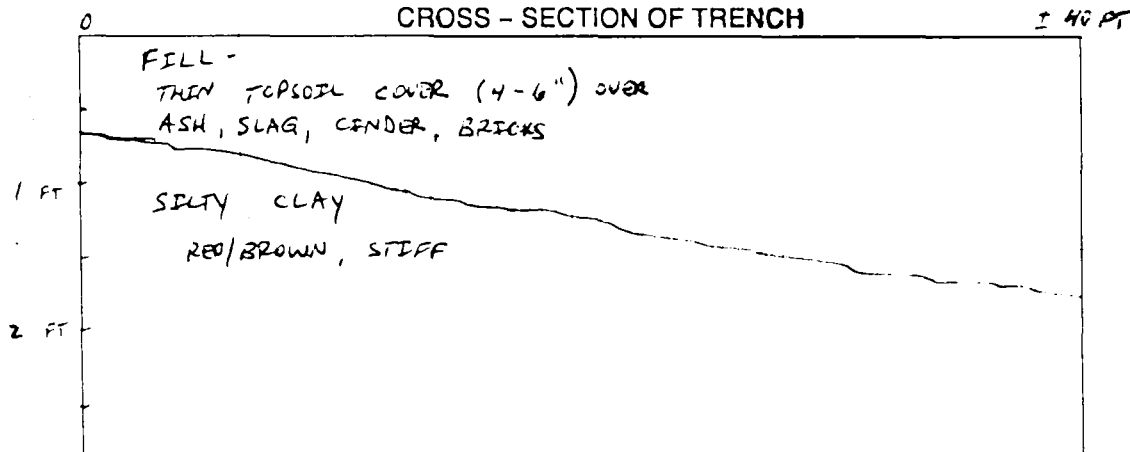 0 CROSS - SECTION OF TRENCH ± 40 FT
FILL -
THIN TOPSOIL COVER (4-6") OVER
ASH, SLAG, CINDER, BRICKS
1 FT
SILTY CLAY
RED/BROWN, STIFF
2 FT